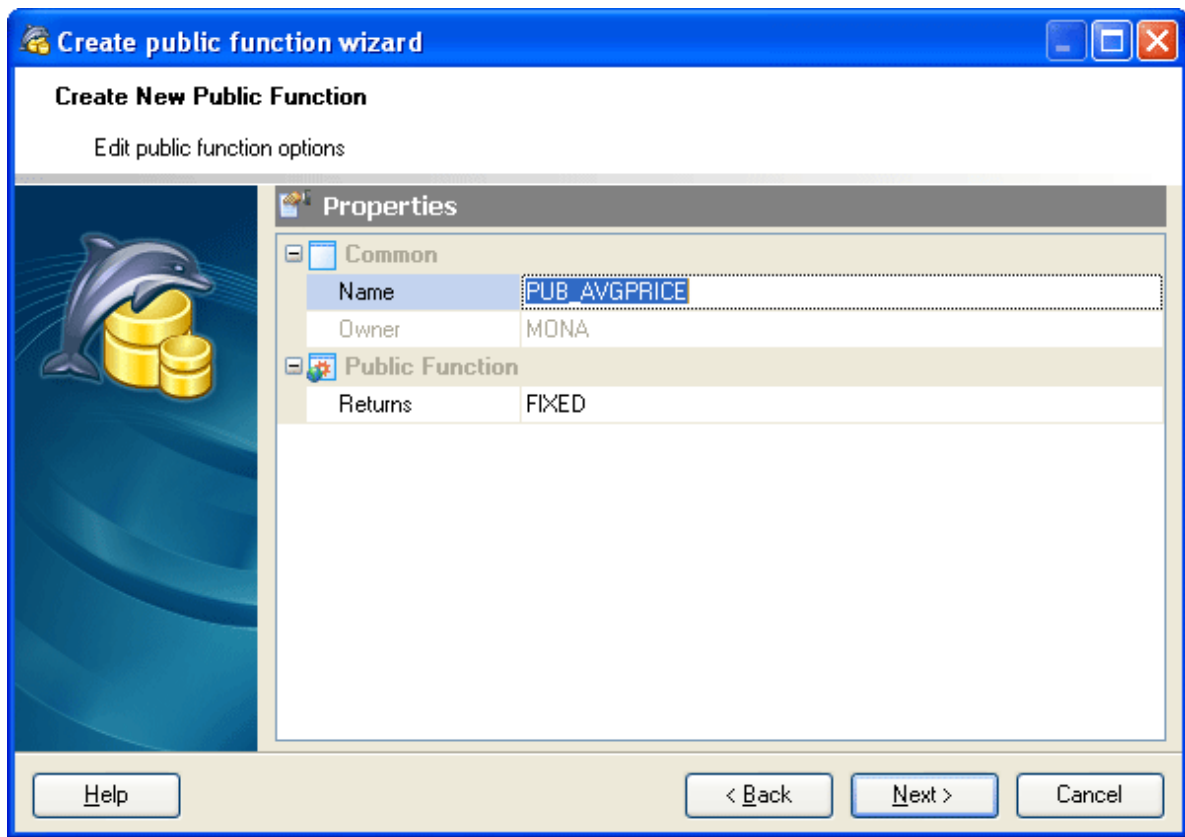 Create public function wizard
Create New Public Function
Edit public function options
Properties
Common
Name PUB_AVGPRICE
Owner MONA
Public Function
Returns FIXED
Help < Back Next > Cancel